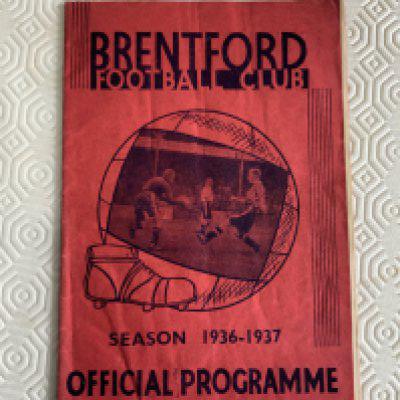 BRENTFORD
FOOTBALL CLUB
SEASON 1936-1937
OFFICIAL PROGRAMME